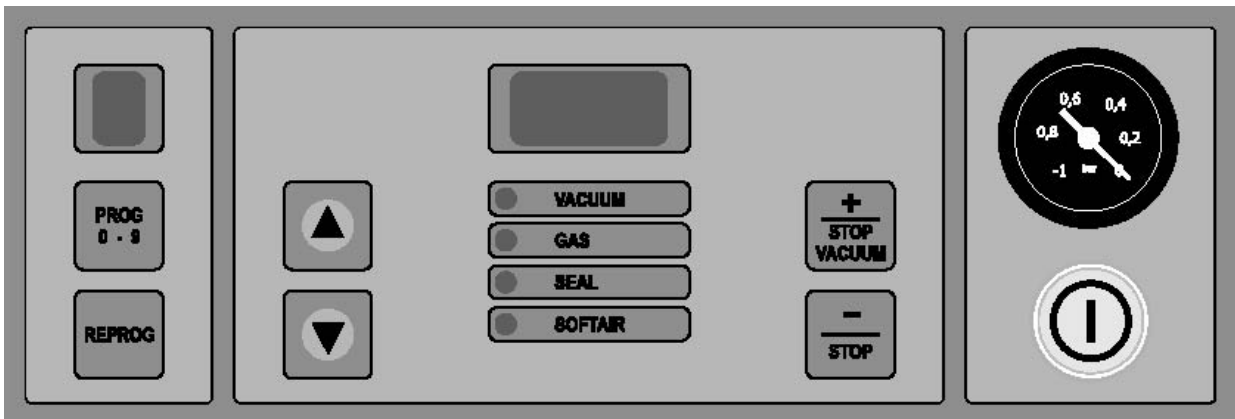 PROG
0 - 9
REPROG
VACUUM
GAS
SEAL
SOFTAIR
+
STOP
VACUUM
-
STOP
0,6 0,4
0,8 0,2
-1 bar 0